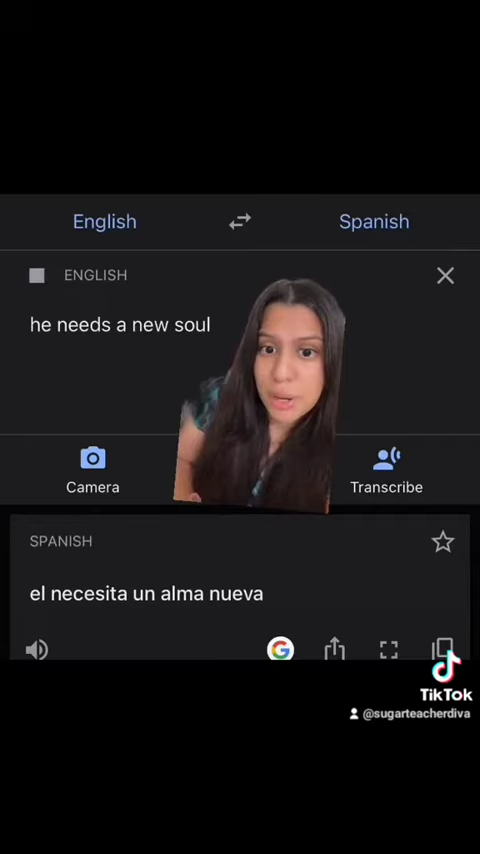 English Spanish
ENGLISH
he needs a new soul
Camera Transcribe
SPANISH
el necesita un alma nueva
G
TikTok
@sugarteacherdiva